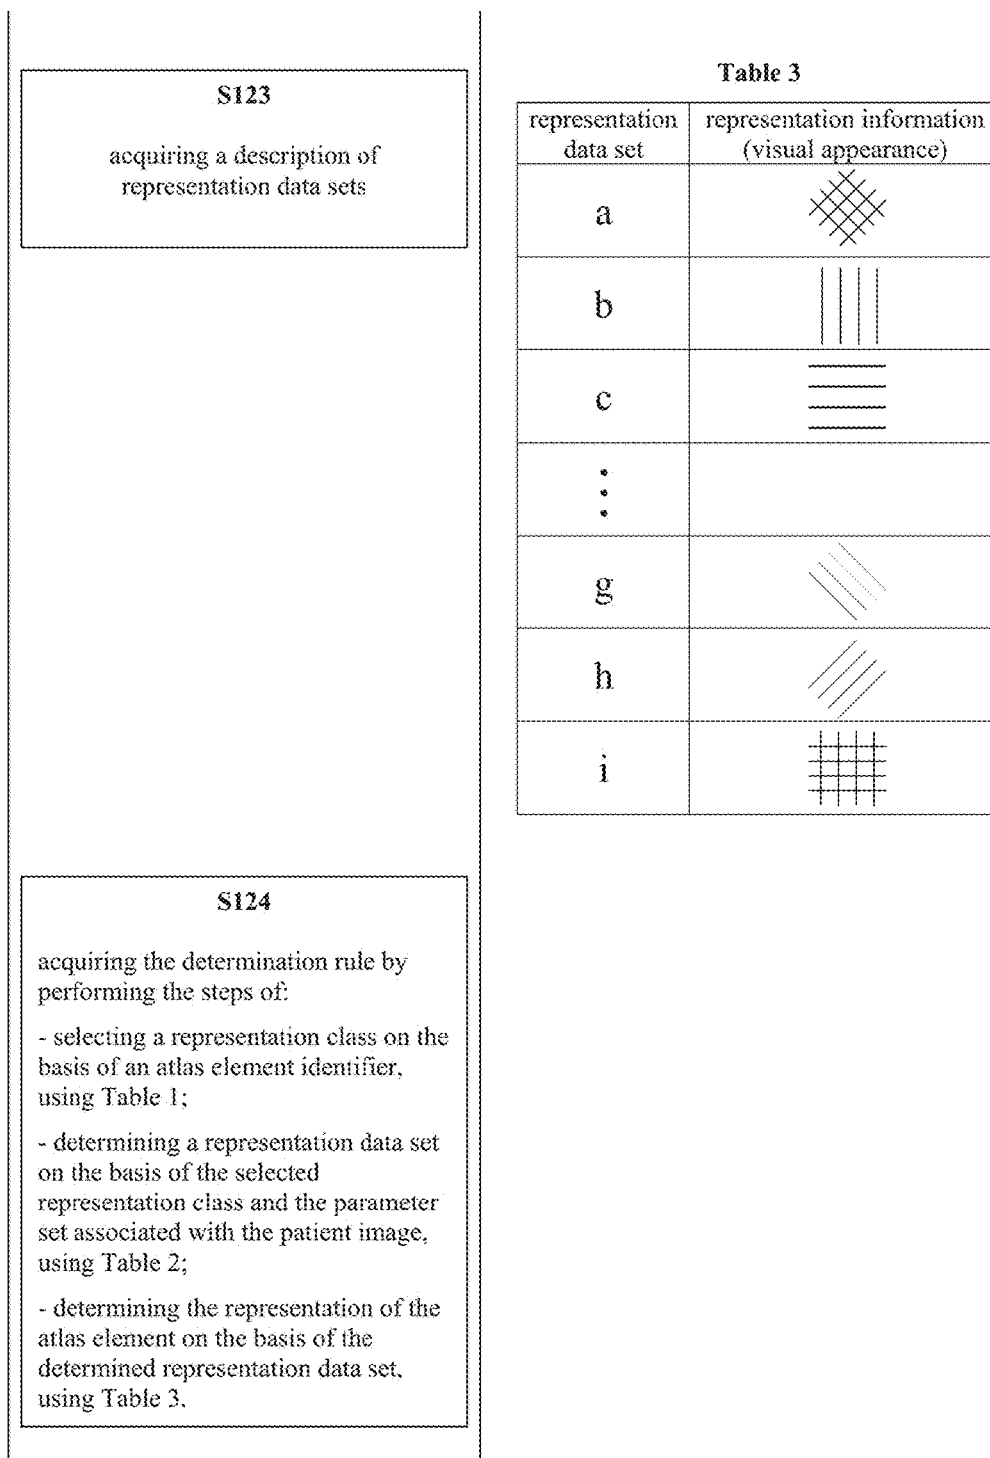 S123
acquiring a description of
representation data sets
Table 3
representation data set
representation information (visual appearance)
a
b
c
g
h
i
S124
acquiring the determination rule by
performing the steps of:
- selecting a representation class on the
basis of an atlas element identifier,
using Table 1;
- determining a representation data set
on the basis of the selected
representation class and the parameter
set associated with the patient image,
using Table 2;
- determining the representation of the
atlas element on the basis of the
determined representation data set,
using Table 3.